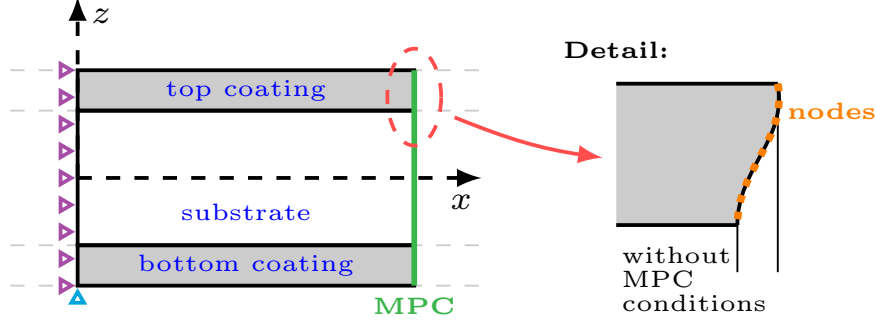 z
top coating
x
substrate
bottom coating
MPC
Detail:
nodes
without
MPC
conditions